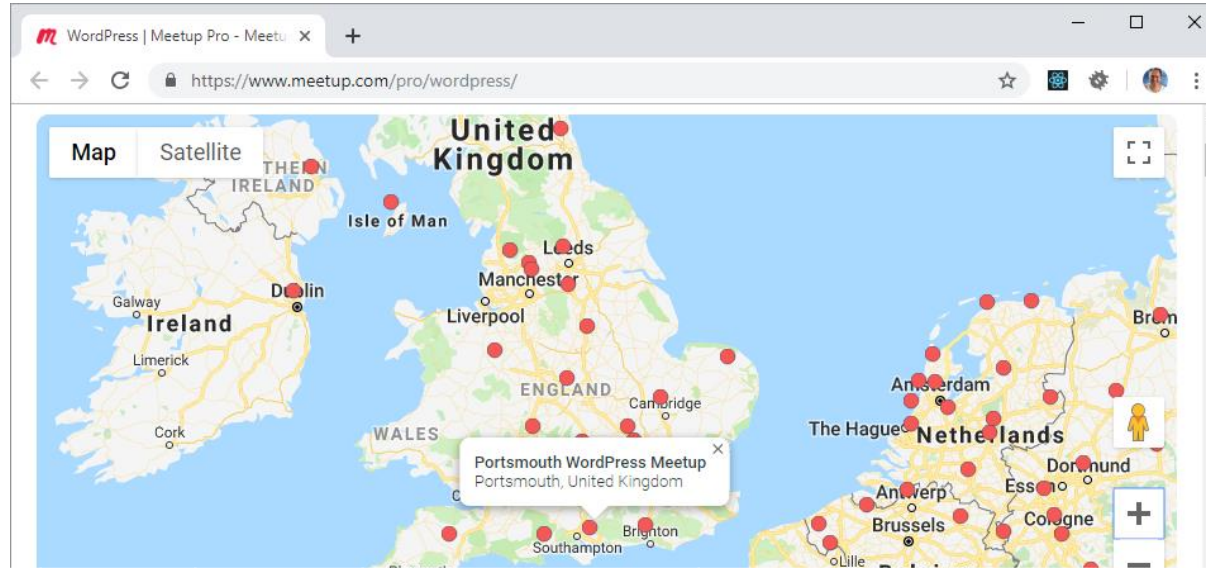 WordPress | Meetup Pro - Meetu
https://www.meetup.com/pro/wordpress/
Map
Satellite
United
Kingdom
IRELAND
Isle of Man
Leeds
Manchester
Liverpool
Dublin
Galway
Ireland
Limerick
Cork
ENGLAND
Cambridge
WALES
Amsterdam
The Hague
Netherlands
Brem
Portsmouth WordPress Meetup
Portsmouth, United Kingdom
Dortmund
Essen
Antwerp
Brussels
Cologne
Brighton
Southampton
Lille